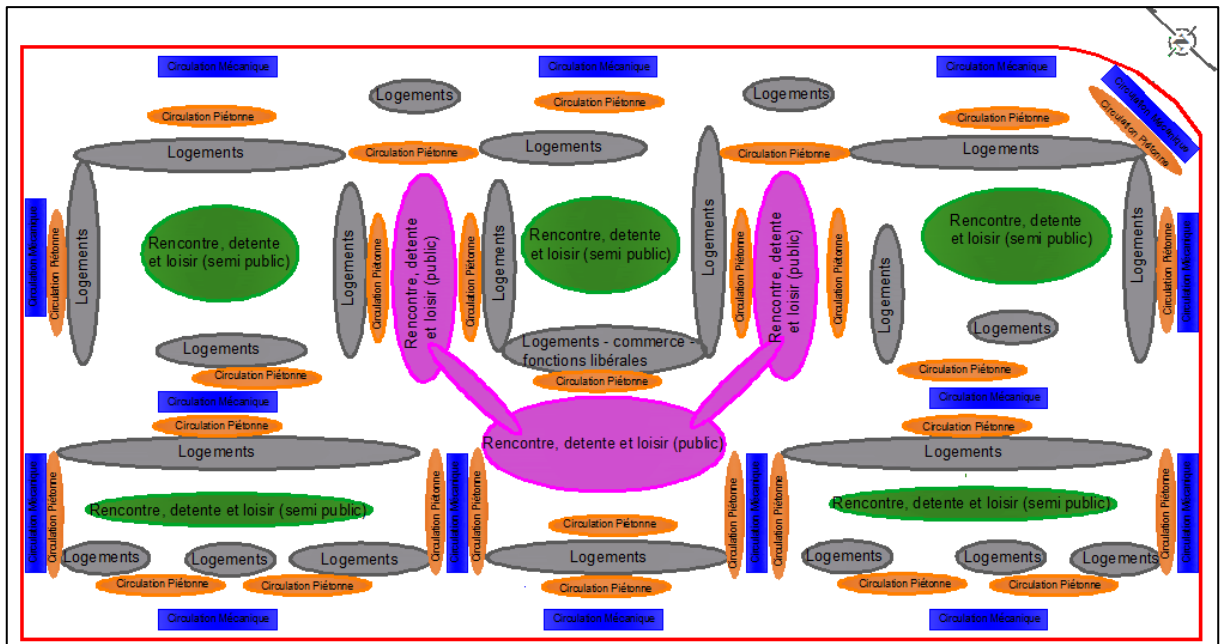 Circulation Mécanique
Circulation Mécanique
Circulation Mécanique
Circulation Mécanique
Circulation Piétonne
Logements
Logements
Circulation Piétonne
Circulation Piétonne
Circulation Piétonne
Logements
Circulation Piétonne
Logements
Circulation Piétonne
Logements
Logements
Circulation Mécanique
Circulation Piétonne
Logements
Rencontre, detente
et loisir (semi public)
Logements
Circulation Piétonne
Rencontre, detente
et loisir (public)
Circulation Piétonne
Logements
Rencontre, detente
et loisir (semi public)
Logements
Circulation Piétonne
Rencontre, detente
et loisir (public)
Circulation Piétonne
Logements
Rencontre, detente
et loisir (semi public)
Logements
Circulation Piétonne
Circulation Mécanique
Logements
Logements
Logements - commerce -
fonctions libérales
Circulation Piétonne
Circulation Piétonne
Circulation Piétonne
Circulation Mécanique
Circulation Mécanique
Circulation Piétonne
Circulation Piétonne
Rencontre, detente et loisir (public)
Logements
Logements
Circulation Mécanique
Circulation Piétonne
Circulation Piétonne
Circulation Mécanique
Circulation Piétonne
Circulation Piétonne
Circulation Mécanique
Circulation Piétonne
Circulation Piétonne
Circulation Mécanique
Rencontre, detente et loisir (semi public)
Rencontre, detente et loisir (semi public)
Circulation Piétonne
Logements
Logements
Logements
Logements
Logements
Logements
Logements
Circulation Piétonne
Circulation Piétonne
Circulation Piétonne
Circulation Piétonne
Circulation Piétonne
Circulation Mécanique
Circulation Mécanique
Circulation Mécanique